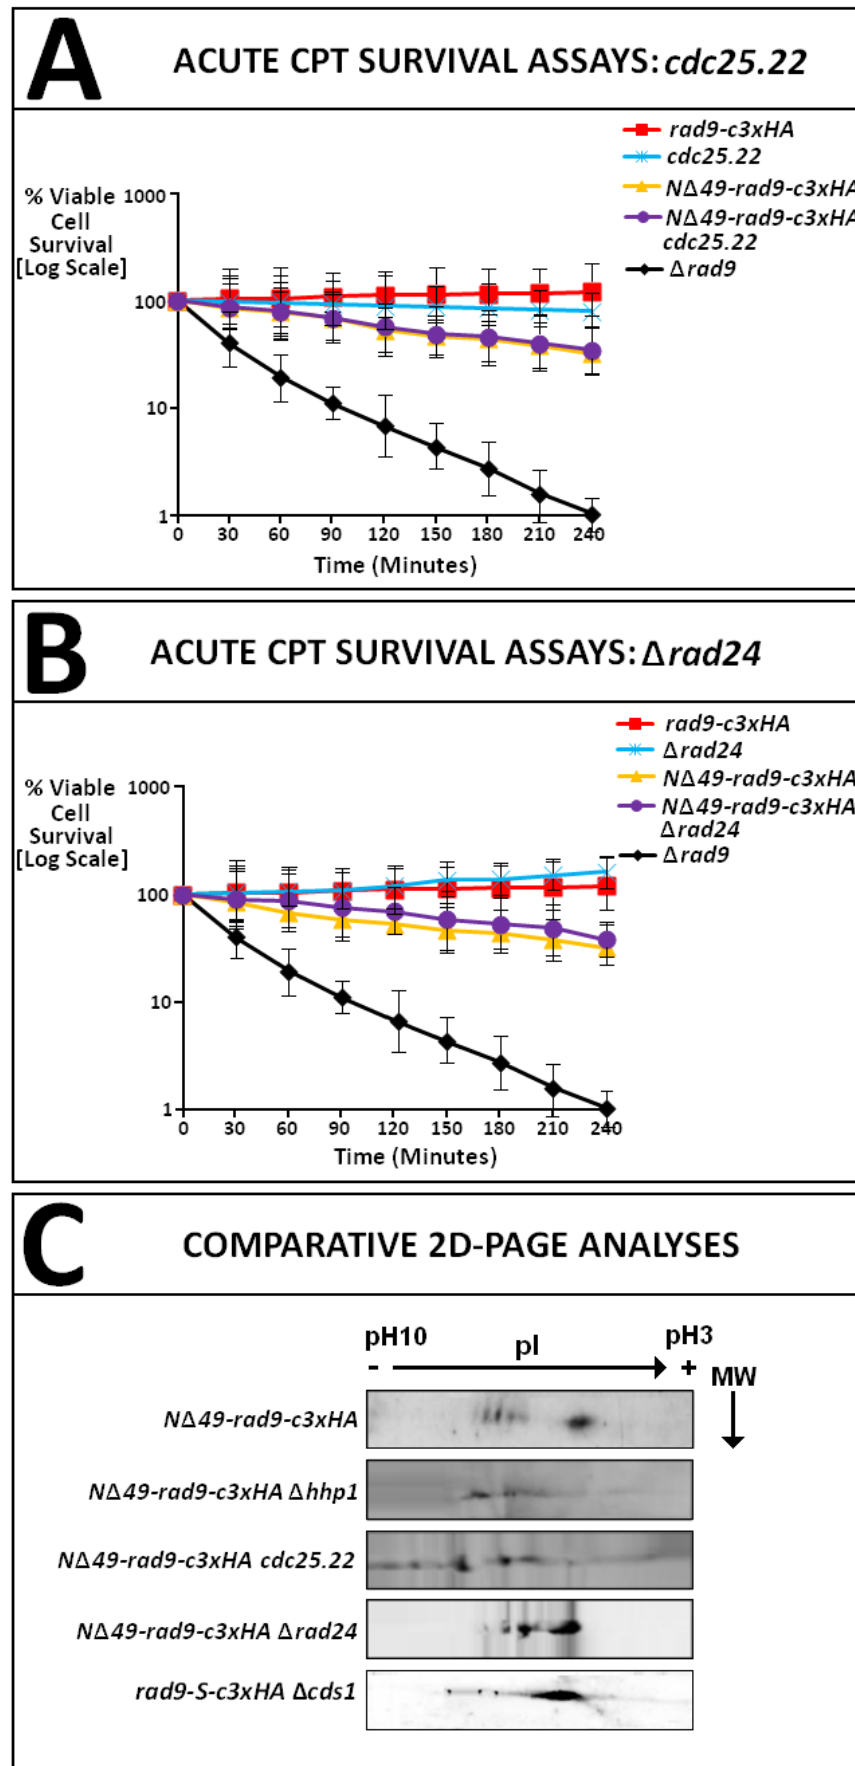 A
ACUTE CPT SURVIVAL ASSAYS: cdc25.22
rad9-c3xHA
cdc25.22
NΔ49-rad9-c3xHA
NΔ49-rad9-c3xHA
cdc25.22
Δrad9
% Viable
Cell
Survival
[Log Scale]
1000
100
10
1
0 30 60 90 120 150 180 210 240
Time (Minutes)
B
ACUTE CPT SURVIVAL ASSAYS: Δrad24
rad9-c3xHA
Δrad24
NΔ49-rad9-c3xHA
NΔ49-rad9-c3xHA
Δrad24
Δrad9
% Viable
Cell
Survival
[Log Scale]
1000
100
10
1
0 30 60 90 120 150 180 210 240
Time (Minutes)
C
COMPARATIVE 2D-PAGE ANALYSES
pH10 pI pH3
- +
MW
NΔ49-rad9-c3xHA
NΔ49-rad9-c3xHA Δhhp1
NΔ49-rad9-c3xHA cdc25.22
NΔ49-rad9-c3xHA Δrad24
rad9-S-c3xHA Δcds1